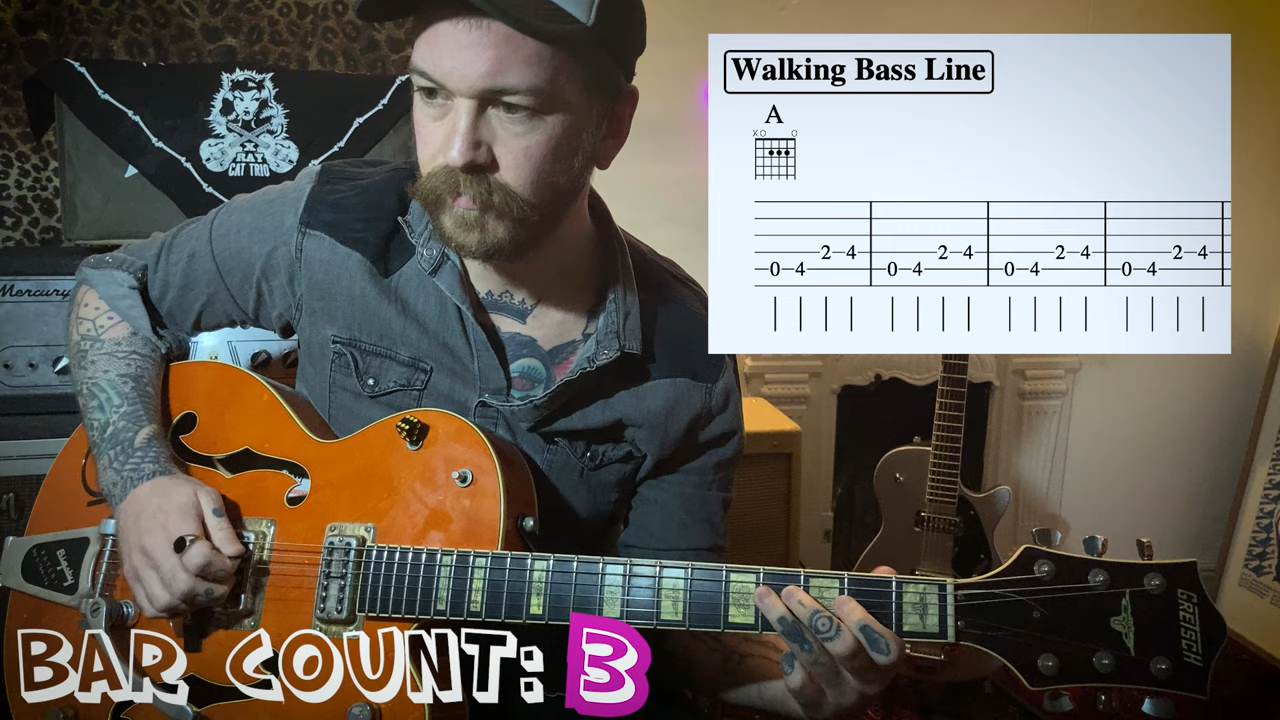 Walking Bass Line
A
x o o
0 4 2 4 0 4 2 4 0 4 2 4 0 4 2 4
X
RAY
CAT TRIO
Mercury
Bigsby
GRETSCH
BAR COUNT: 3